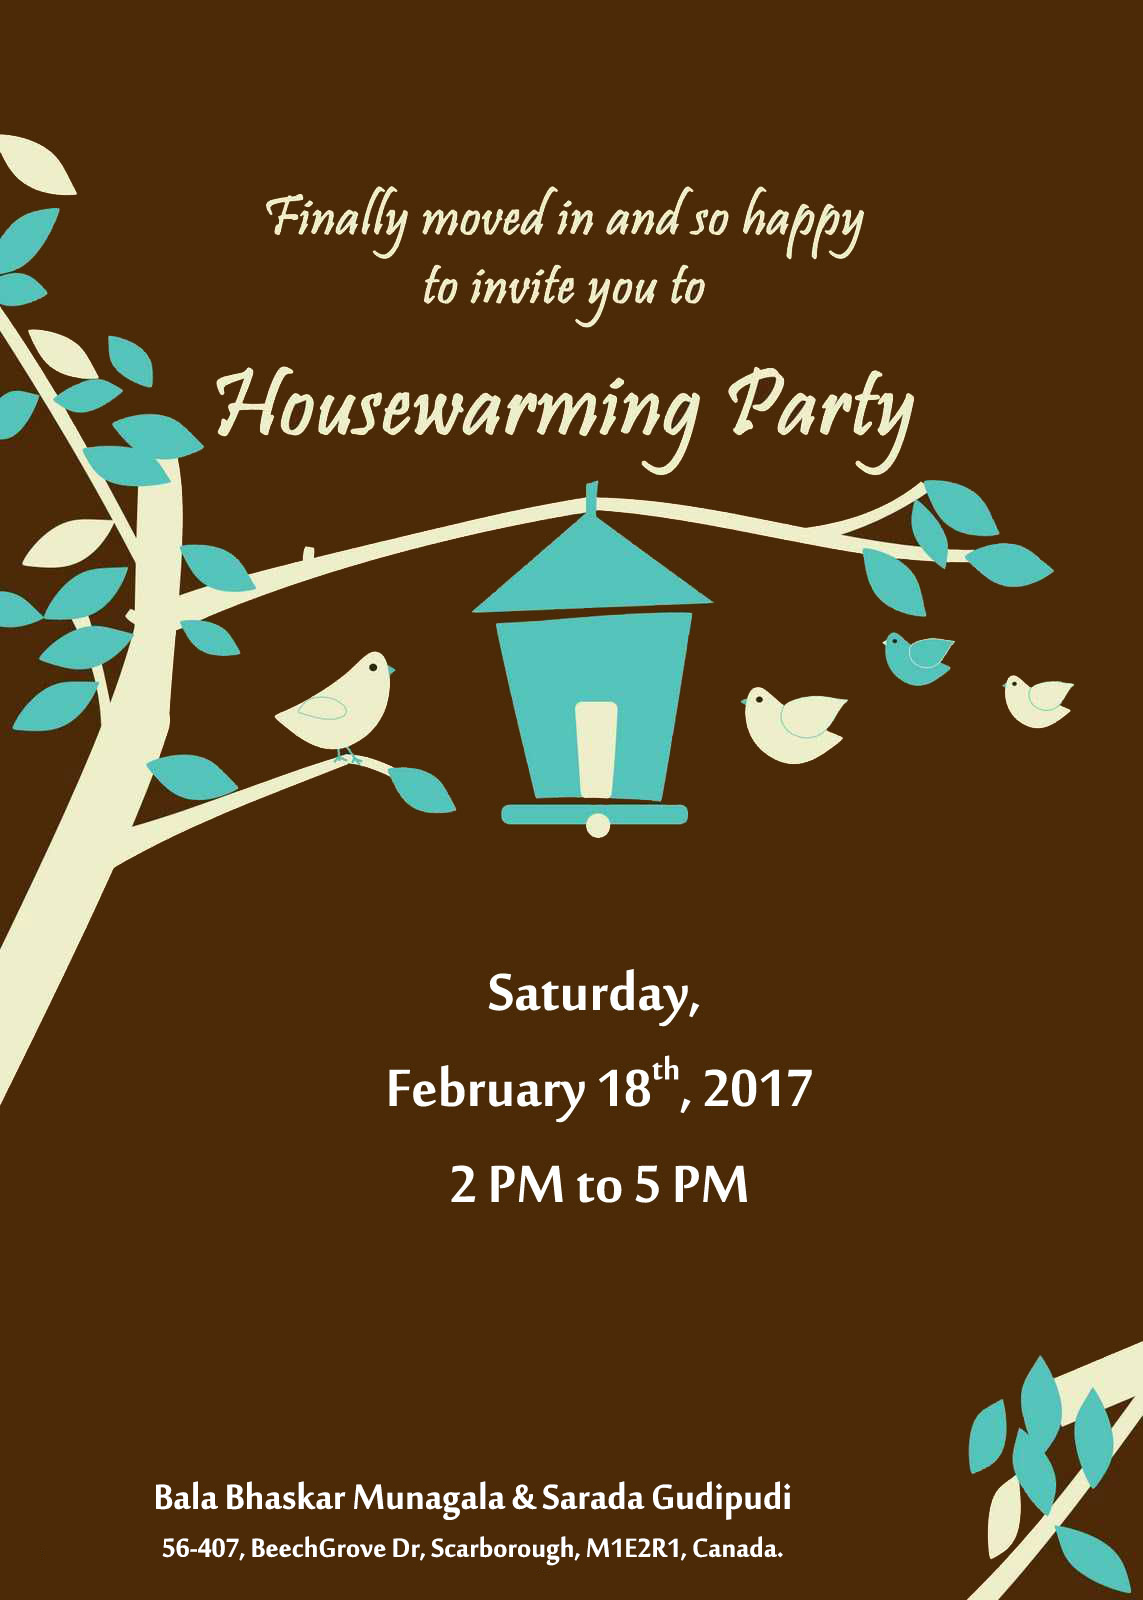 Finally moved in and so happy
to invite you to
Housewarming Party
Saturday,
February 18th, 2017
2 PM to 5 PM
Bala Bhaskar Munagala & Sarada Gudipudi
56-407, BeechGrove Dr, Scarborough, M1E2R1, Canada.